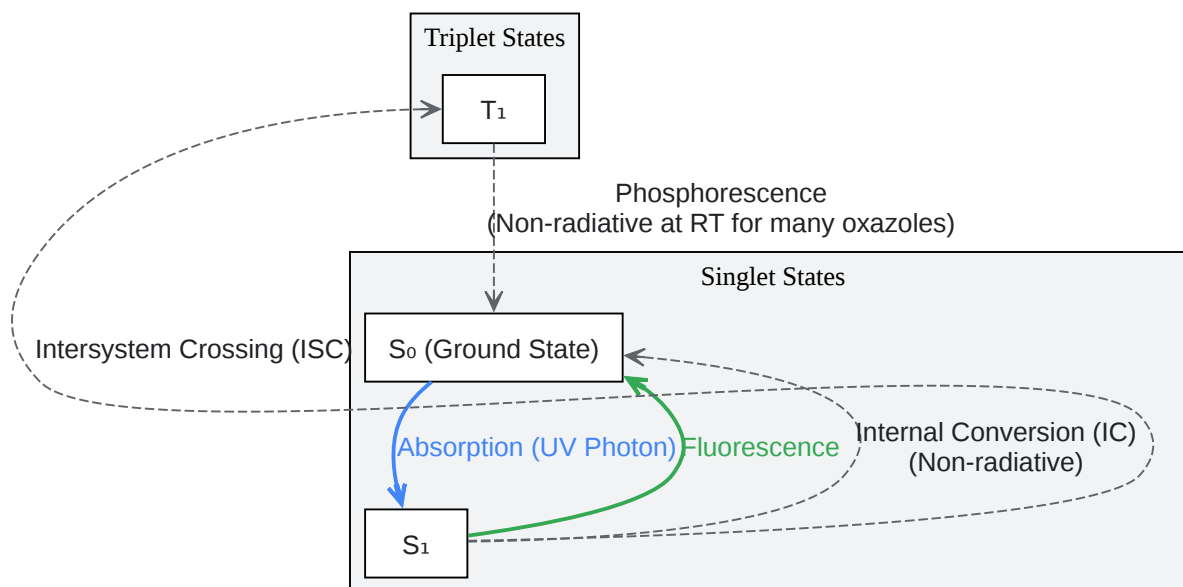 Triplet States
T₁
Phosphorescence
(Non-radiative at RT for many oxazoles)
Singlet States
S₀ (Ground State)
Intersystem Crossing (ISC)
Absorption (UV Photon)
Fluorescence
Internal Conversion (IC)
(Non-radiative)
S₁